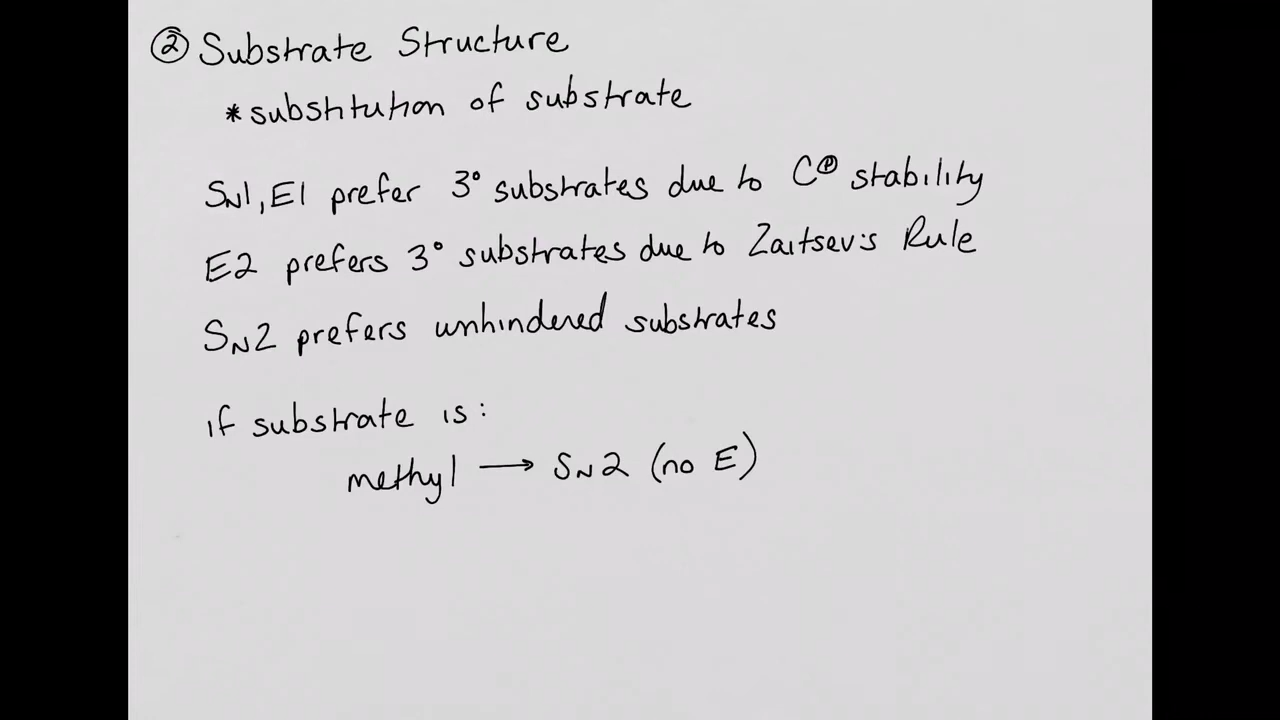 ② Substrate Structure
* substitution of substrate
SN1, E1 prefer 3° substrates due to C⊕ stability
E2 prefers 3° substrates due to Zaitsev's Rule
SN2 prefers unhindered substrates
if substrate is:
methyl → SN2 (no E)